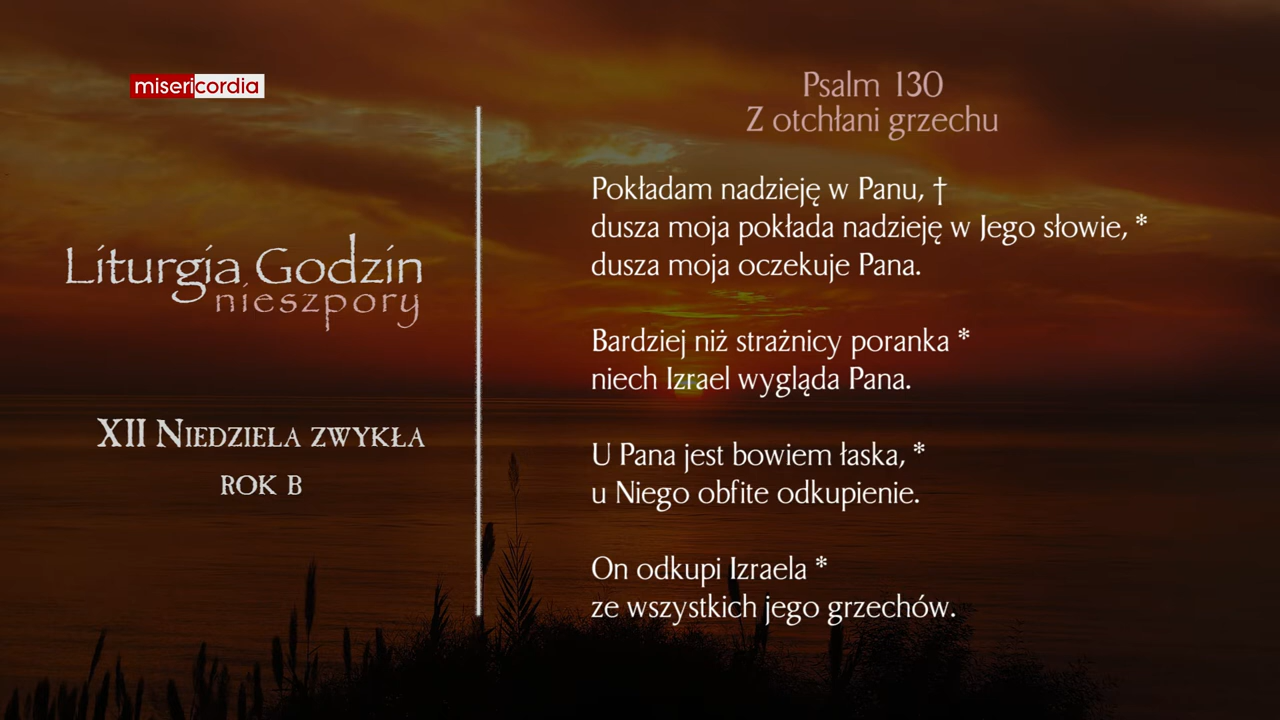 misericordia
Liturgia Godzin
nieszpory
XII Niedziela zwykła
rok B
Psalm 130
Z otchłani grzechu
Pokładam nadzieję w Panu, †
dusza moja pokłada nadzieję w Jego słowie, *
dusza moja oczekuje Pana.
Bardziej niż strażnicy poranka *
niech Izrael wygląda Pana.
U Pana jest bowiem łaska, *
u Niego obfite odkupienie.
On odkupi Izraela *
ze wszystkich jego grzechów.